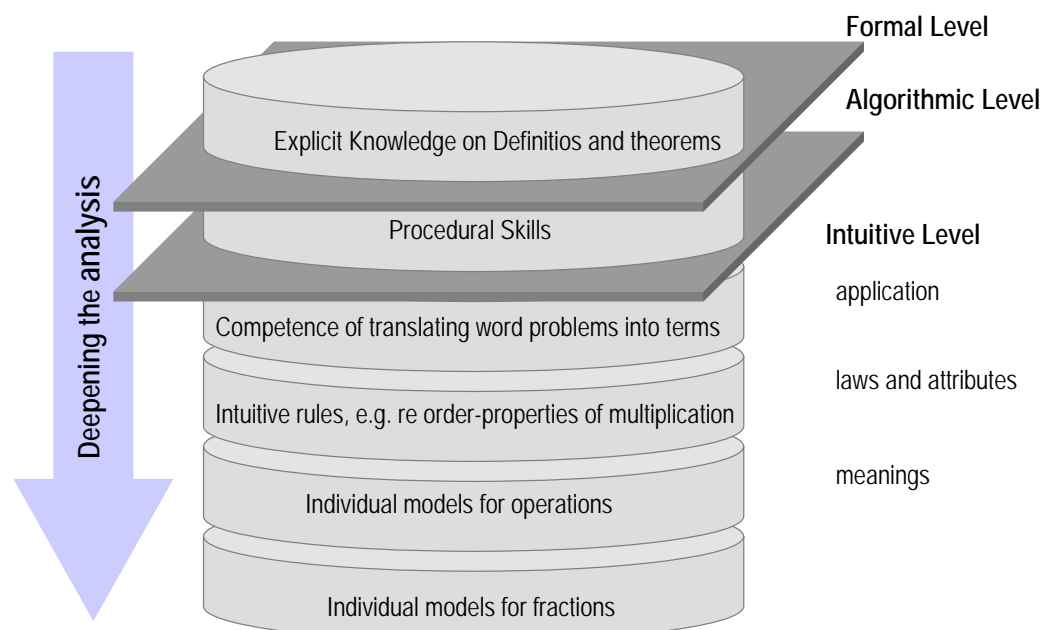 Formal Level
Algorithmic Level
Explicit Knowledge on Definitios and theorems
Deepening the analysis
Procedural Skills
Intuitive Level
application
Competence of translating word problems into terms
laws and attributes
Intuitive rules, e.g. re order-properties of multiplication
meanings
Individual models for operations
Individual models for fractions